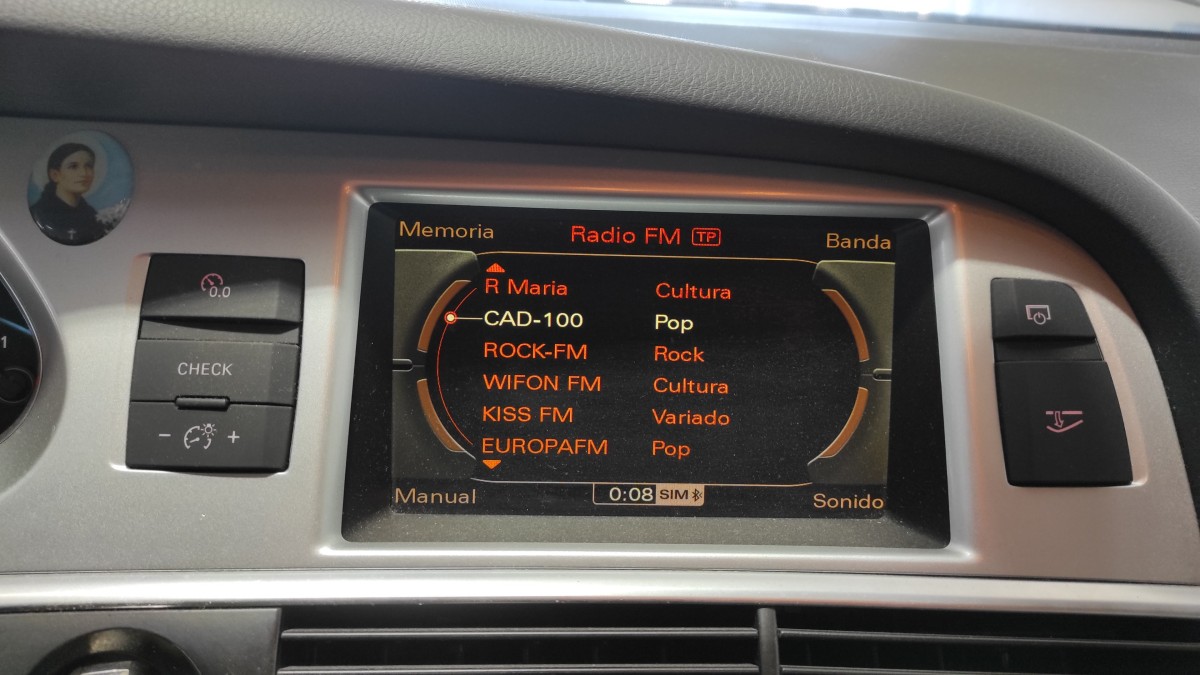 Memoria
Radio FM TP
Banda
R Maria Cultura
CAD-100 Pop
ROCK-FM Rock
WIFON FM Cultura
KISS FM Variado
EUROPAFM Pop
Manual
0:08 SIM
Sonido
0.0
CHECK
- +
1